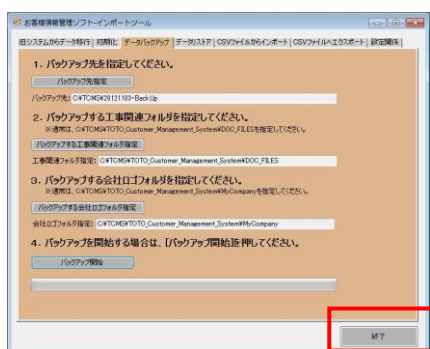 お客様情報管理ソフト-インポートツール
旧システムからデータ移行 初期化 データバックアップ データリストア CSVファイルからインポート CSVファイルへエクスポート 設定関係
1. バックアップ先を指定してください。
バックアップ先指定
バックアップ先: C:¥TCMS¥20121103-BackUp
2. バックアップする工事関連フォルダを指定してください。
※通常は、C:¥TCMS¥TOTO_Customer_Management_System¥DOC_FILESを指定してください。
バックアップする工事関連フォルダ指定
工事関連フォルダ指定: C:¥TCMS¥TOTO_Customer_Management_System¥DOC_FILES
3. バックアップする会社ロゴフォルダを指定してください。
※通常は、C:¥TCMS¥TOTO_Customer_Management_System¥MyCompanyを指定してください。
バックアップする会社ロゴフォルダ指定
会社ロゴフォルダ指定: C:¥TCMS¥TOTO_Customer_Management_System¥MyCompany
4. バックアップを開始する場合は、[バックアップ開始]を押してください。
バックアップ開始
終了